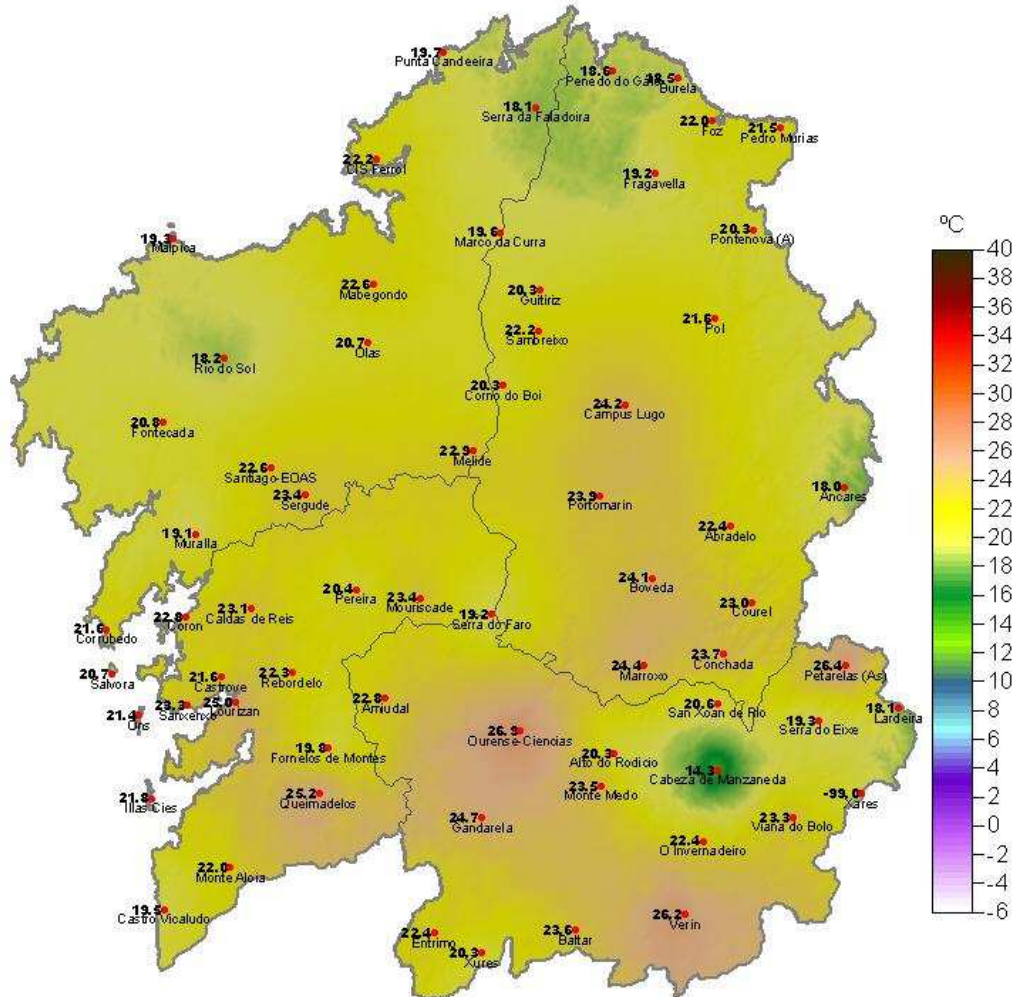 19.7
Punta Candeeira
18.6
Penedo do Galo
18.5
Burela
18.1
Serra da Faladoira
22.0
Foz
21.5
Pedro Murias
22.2
CIS Ferrol
19.2
Fragavella
19.3
Malpica
19.6
Marco da Curra
20.3
Pontenova (A)
22.6
Mabegondo
20.3
Guitiriz
21.6
Pol
22.2
Sambreixo
20.7
Olas
18.2
Rio do Sol
20.3
Corno do Boi
24.2
Campus Lugo
20.8
Fontecada
22.9
Melide
22.6
Santiago-EOAS
23.4
Sergude
23.9
Portomarin
18.0
Ancares
22.4
Abradelo
19.1
Muralla
24.1
Boveda
20.4
Pereira
23.4
Mouriscade
23.0
Courel
23.1
Caldas de Reis
22.8
Coron
19.2
Serra do Faro
21.6
Corrubedo
23.7
Conchada
24.4
Marroxo
26.4
Petarelas (As)
20.7
Salvora
21.6
Castrove
22.3
Rebordelo
22.8
Amiudal
20.6
San Xoan de Rio
18.1
Lardeira
23.3
Sanxenxo
25.0
Lourizan
21.4
Ons
19.3
Serra do Eixe
26.9
Ourense-Ciencias
19.8
Fornelos de Montes
20.3
Alto do Rodicio
14.3
Cabeza de Manzaneda
23.5
Monte Medo
21.8
Illas Cies
25.2
Queimadelos
-99.0
Xares
24.7
Gandarela
23.3
Viana do Bolo
22.4
O Invernadeiro
22.0
Monte Aloia
19.5
Castro Vicaludo
26.2
Verin
22.4
Entrimo
23.6
Baltar
20.3
Xures
ºC
40
38
36
34
32
30
28
26
24
22
20
18
16
14
12
10
8
6
4
2
0
-2
-4
-6